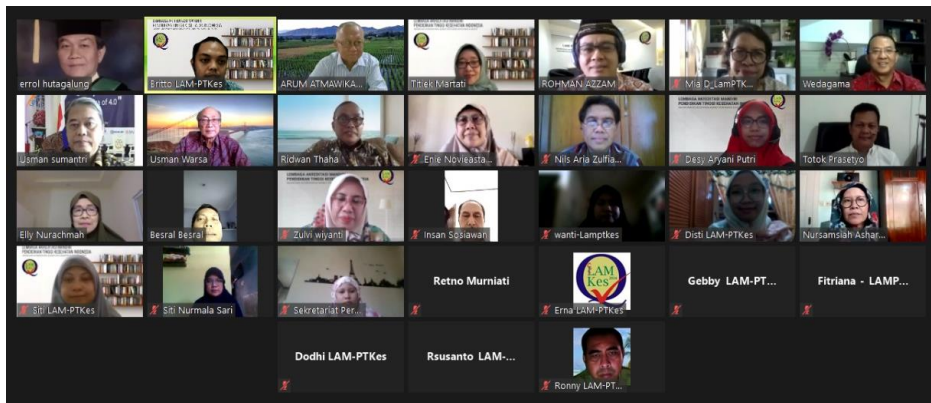 errol hutagalung
Britto-LAM-PTKes
ARUM ATMAWIKA...
Titiek Martati
ROHMAN AZZAM
Mia D_LamPTK...
Wedagama
of 4.0
Usman sumantri
Usman Warsa
Ridwan Thaha
Enie Novieasta...
Nils Aria Zulfia...
Desy Aryani Putri
Totok Prasetyo
Elly Nurachmah
Besral Besral
Zulvi wiyanti
Insan Sosiawan
wanti-Lamptkes
Disti LAM-PTKes
Nursamsiah Ashar...
Siti LAM-PTKes
Siti Nurmala Sari
Sekretariat Per...
Retno Murniati
LAM
Kes
Erna LAM-PTKes
Gebby LAM-PT...
Fitriana - LAMP...
Dodhi LAM-PTKes
Rsusanto LAM-...
Ronny LAM-PT...